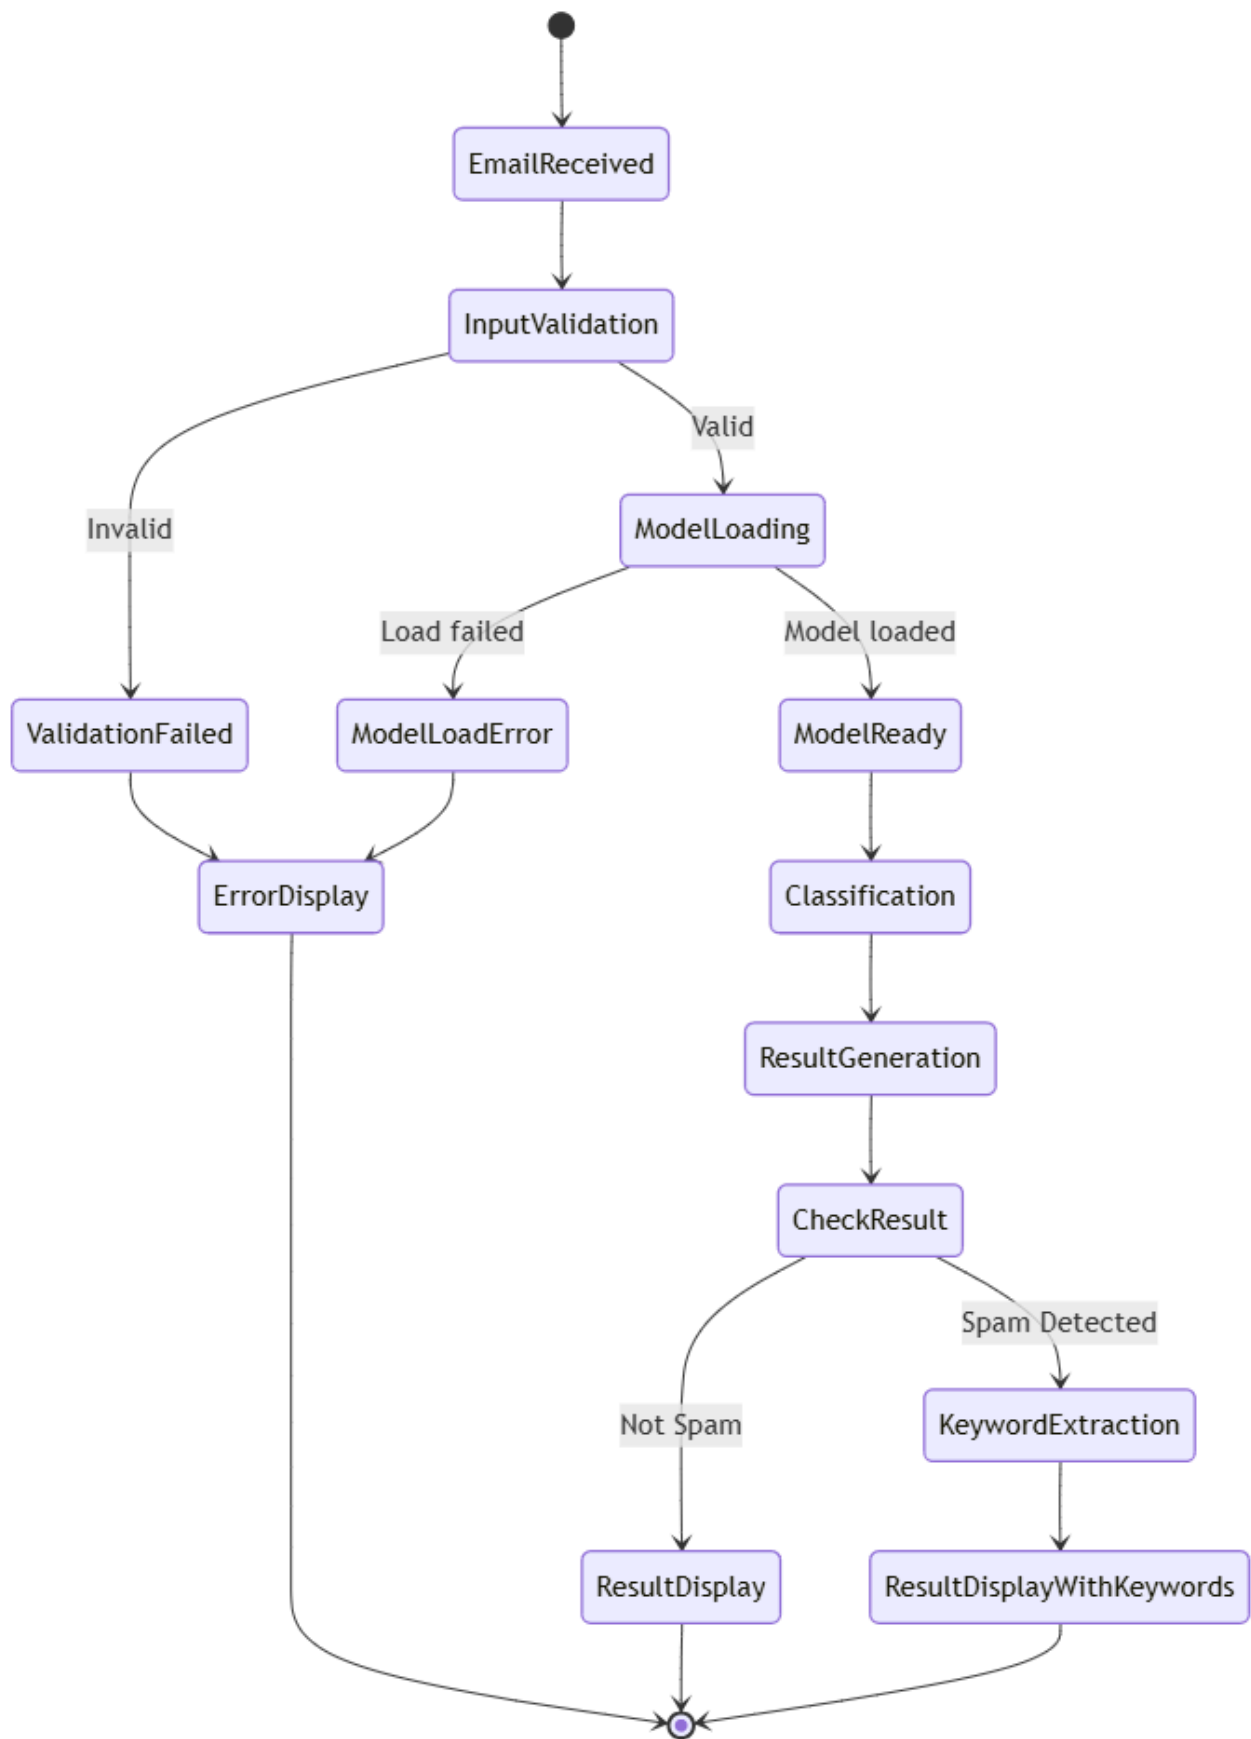 EmailReceived
InputValidation
Valid
Invalid
ModelLoading
Load failed
Model loaded
ValidationFailed
ModelLoadError
ModelReady
ErrorDisplay
Classification
ResultGeneration
CheckResult
Spam Detected
Not Spam
KeywordExtraction
ResultDisplay
ResultDisplayWithKeywords